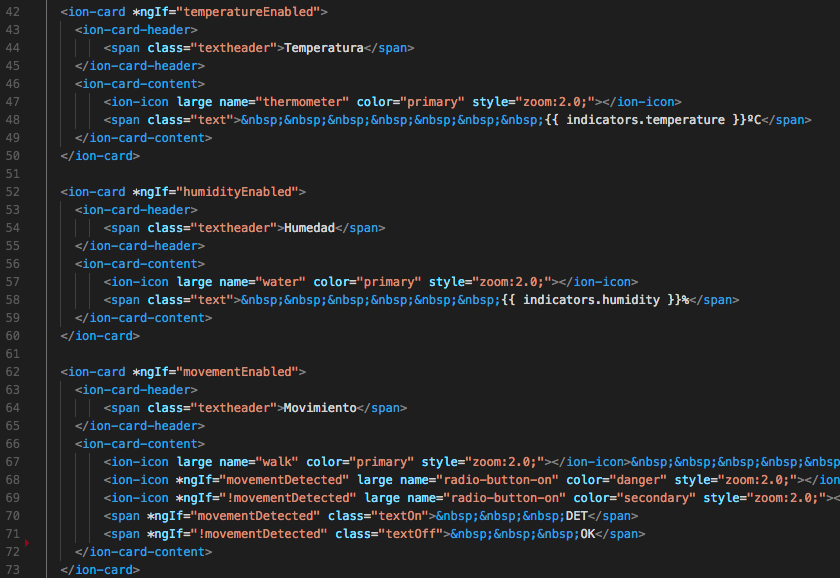 42 <ion-card *ngIf="temperatureEnabled">
43 <ion-card-header>
44 <span class="textheader">Temperatura</span>
45 </ion-card-header>
46 <ion-card-content>
47 <ion-icon large name="thermometer" color="primary" style="zoom:2.0;"></ion-icon>
48 <span class="text">&nbsp;&nbsp;&nbsp;&nbsp;&nbsp;&nbsp;&nbsp;{{ indicators.temperature }}ºC</span>
49 </ion-card-content>
50 </ion-card>
51
52 <ion-card *ngIf="humidityEnabled">
53 <ion-card-header>
54 <span class="textheader">Humedad</span>
55 </ion-card-header>
56 <ion-card-content>
57 <ion-icon large name="water" color="primary" style="zoom:2.0;"></ion-icon>
58 <span class="text">&nbsp;&nbsp;&nbsp;&nbsp;&nbsp;&nbsp;{{ indicators.humidity }}%</span>
59 </ion-card-content>
60 </ion-card>
61
62 <ion-card *ngIf="movementEnabled">
63 <ion-card-header>
64 <span class="textheader">Movimiento</span>
65 </ion-card-header>
66 <ion-card-content>
67 <ion-icon large name="walk" color="primary" style="zoom:2.0;"></ion-icon>&nbsp;&nbsp;&nbsp;&nbsp;&nbsp
68 <ion-icon *ngIf="movementDetected" large name="radio-button-on" color="danger" style="zoom:2.0;"></ion
69 <ion-icon *ngIf="!movementDetected" large name="radio-button-on" color="secondary" style="zoom:2.0;"><
70 <span *ngIf="movementDetected" class="textOn">&nbsp;&nbsp;&nbsp;DET</span>
71 <span *ngIf="!movementDetected" class="textOff">&nbsp;&nbsp;&nbsp;OK</span>
72 </ion-card-content>
73 </ion-card>